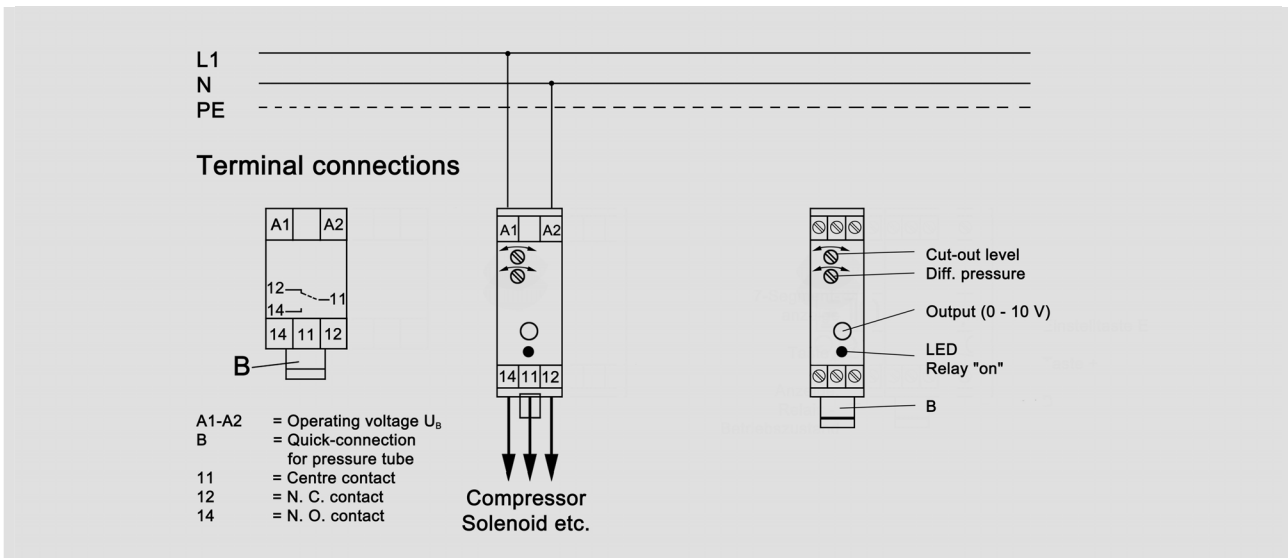 L1
N
PE
Terminal connections
A1 A2
12
11
14
14 11 12
B
A1-A2 = Operating voltage UB
B = Quick-connection
for pressure tube
11 = Centre contact
12 = N. C. contact
14 = N. O. contact
A1 A2
14 11 12
Compressor
Solenoid etc.
Cut-out level
Diff. pressure
Output (0 - 10 V)
LED
Relay "on"
B